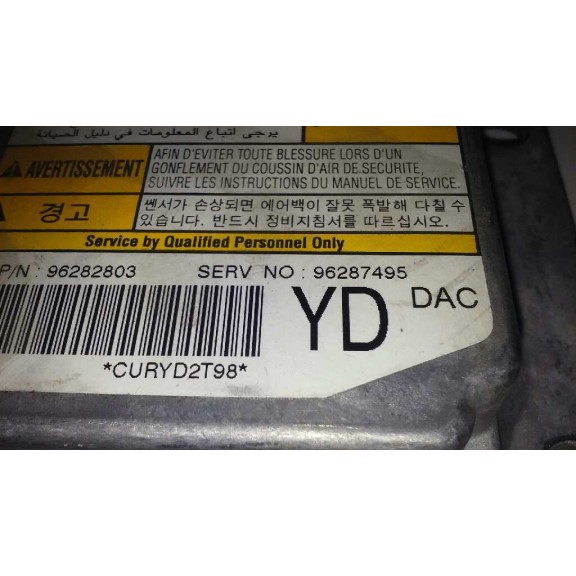 يرجى اتباع المعلومات في دليل الصيانة
AVERTISSEMENT
AFIN D'EVITER TOUTE BLESSURE LORS D'UN
GONFLEMENT DU COUSSIN D'AIR DE SECURITE,
SUIVRE LES INSTRUCTIONS DU MANUEL DE SERVICE.
경고
쎈서가 손상되면 에어백이 잘못 폭발해 다칠 수
있습니다. 반드시 정비지침서를 따르십시오.
Service by Qualified Personnel Only
P/N : 96282803 SERV NO : 96287495
YD DAC
*CURYD2T98*